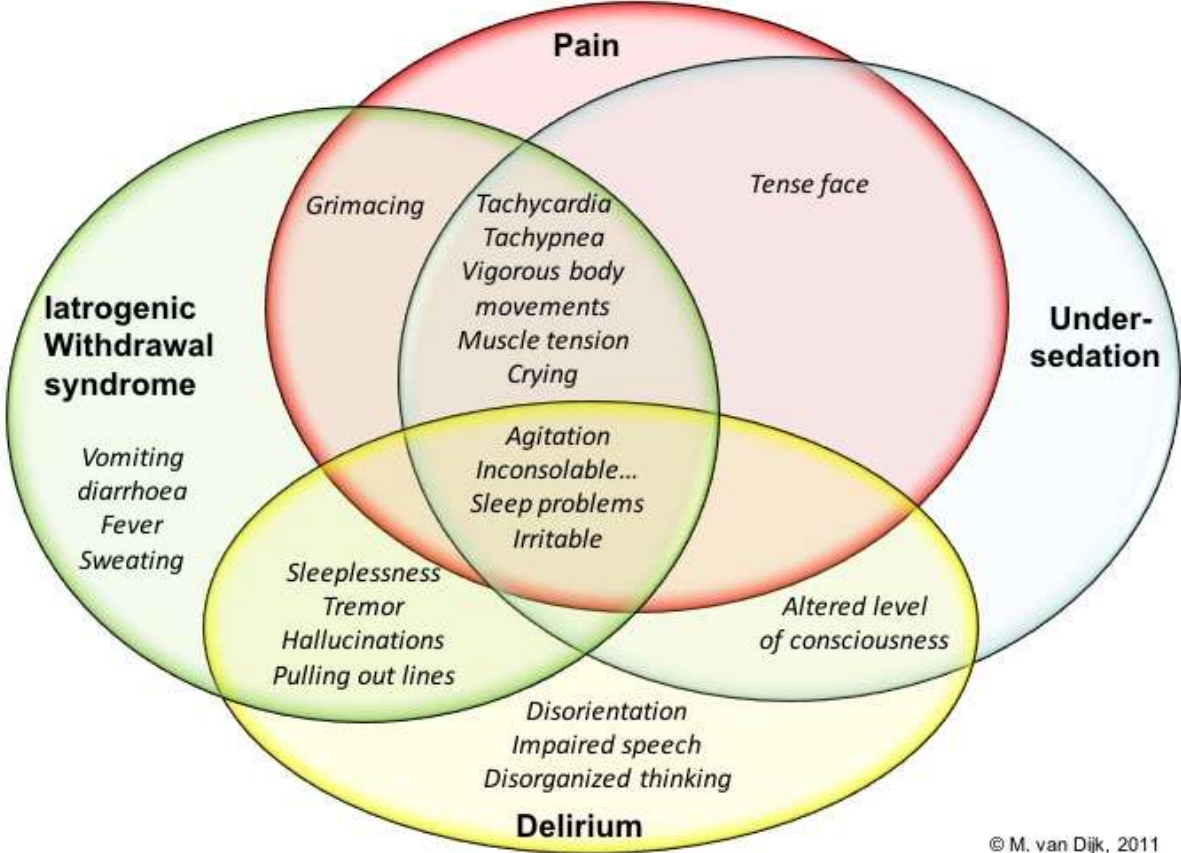 Pain
Tense face
Grimacing
Tachycardia
Tachypnea
Vigorous body
movements
Muscle tension
Crying
Iatrogenic
Withdrawal
syndrome
Under-
sedation
Vomiting
diarrhoea
Fever
Sweating
Agitation
Inconsolable...
Sleep problems
Irritable
Sleeplessness
Tremor
Hallucinations
Pulling out lines
Altered level
of consciousness
Disorientation
Impaired speech
Disorganized thinking
Delirium
© M. van Dijk, 2011